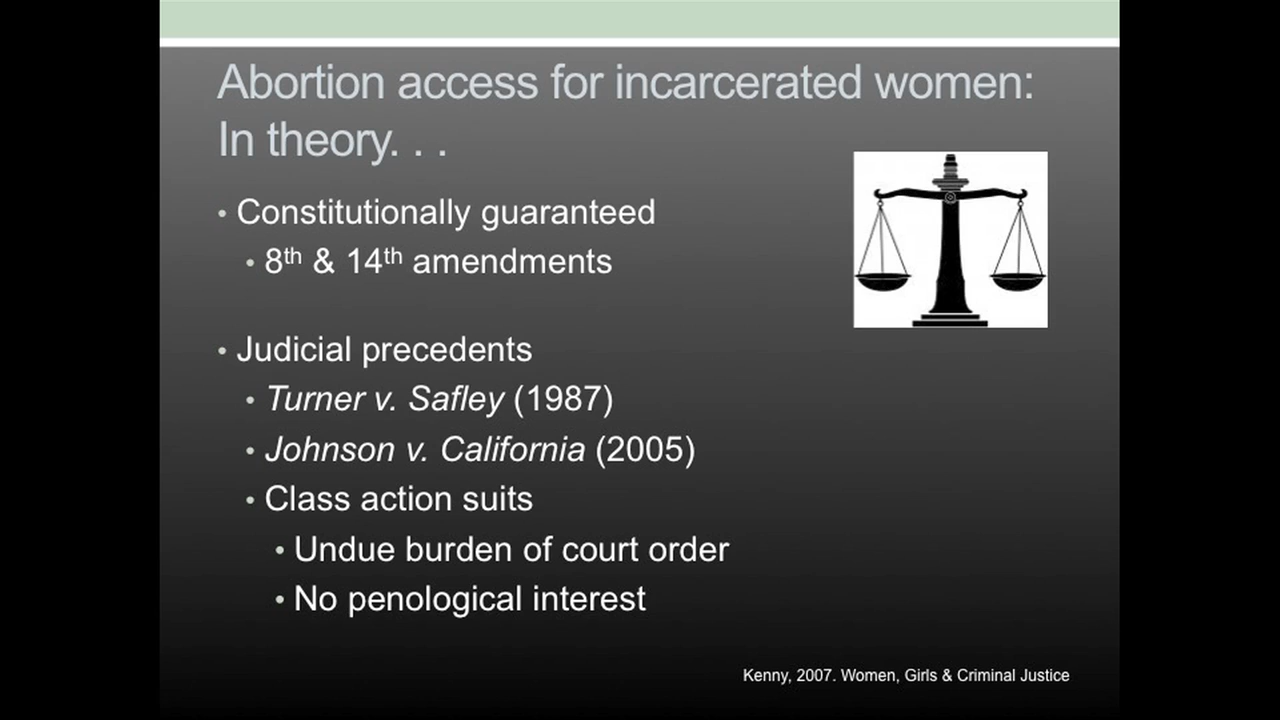 Abortion access for incarcerated women:
In theory. . .
• Constitutionally guaranteed
• 8th & 14th amendments
• Judicial precedents
• Turner v. Safley (1987)
• Johnson v. California (2005)
• Class action suits
• Undue burden of court order
• No penological interest
Kenny, 2007. Women, Girls & Criminal Justice